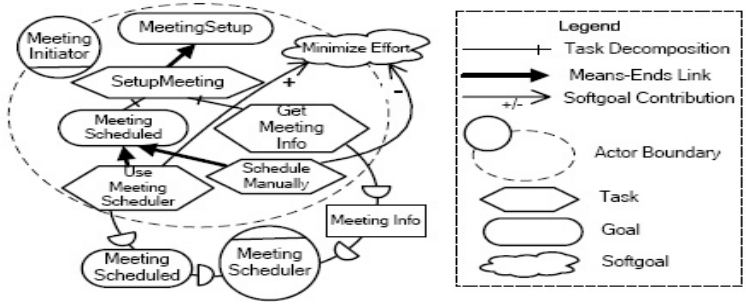 Meeting
Initiator
MeetingSetup
Minimize Effort
SetupMeeting
+
-
Meeting
Scheduled
Get
Meeting
Info
Use
Meeting
Scheduler
Schedule
Manually
Meeting Info
Meeting
Scheduled
Meeting
Scheduler
Legend
Task Decomposition
Means-Ends Link
Softgoal Contribution
+/-
Actor Boundary
Task
Goal
Softgoal